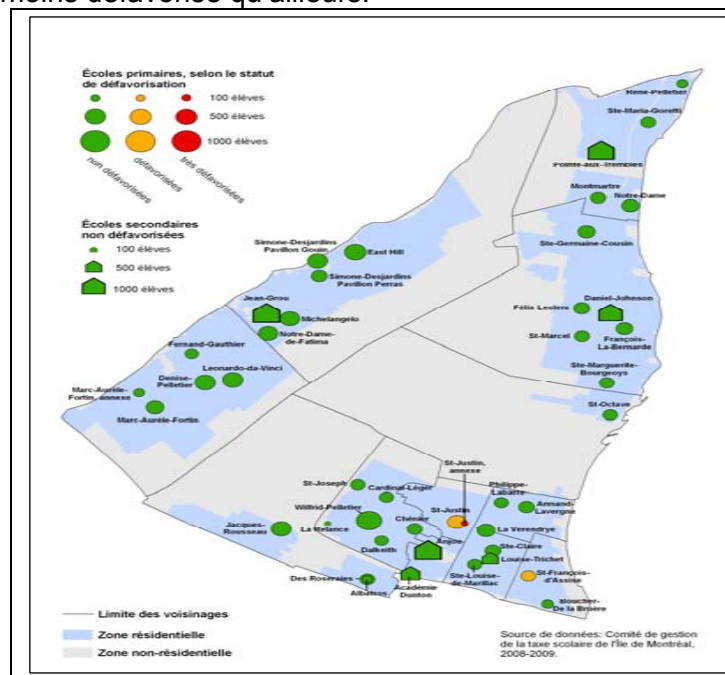 moins défavorisé qu'ailleurs.
Écoles primaires, selon le statut
de défavorisation
100 élèves
500 élèves
1000 élèves
non défavorisées
défavorisées
très défavorisées
Écoles secondaires
non défavorisées
100 élèves
500 élèves
1000 élèves
René-Pelletier
Ste-Maria-Goretti
Pointe-aux-Trembles
Montmartre
Notre-Dame
Ste-Germaine-Cousin
Simone-Desjardins
Pavillon Gouin
East Hill
Simone-Desjardins
Pavillon Perras
Jean-Grou
Michelangelo
Notre-Dame-
de-Fatima
Félix Leclerc
Daniel-Johnson
St-Marcel
François-
La-Bernarde
Ste-Marguerite-
Bourgeoys
St-Octave
Fernand-Gauthier
Leonardo-da-Vinci
Denise-
Pelletier
Marc-Aurèle-
Fortin, annexe
Marc-Aurèle-Fortin
St-Justin,
annexe
St-Joseph
Cardinal-Léger
Philippe-
Labarre
Armand-
Lavergne
Wilfrid-Pelletier
St-Justin
Jacques-
Rousseau
La Relance
Chénier
Anjou
La Verendrye
Dalkeith
Ste-Claire
Louise-Trichet
Des Roseraies
Albatros
Académie
Dunton
Ste-Louise-
de-Marillac
St-François-
d'Assise
Boucher-
De la Bruère
Limite des voisinages
Zone résidentielle
Zone non-résidentielle
Source de données: Comité de gestion
de la taxe scolaire de l'Île de Montréal,
2008-2009.